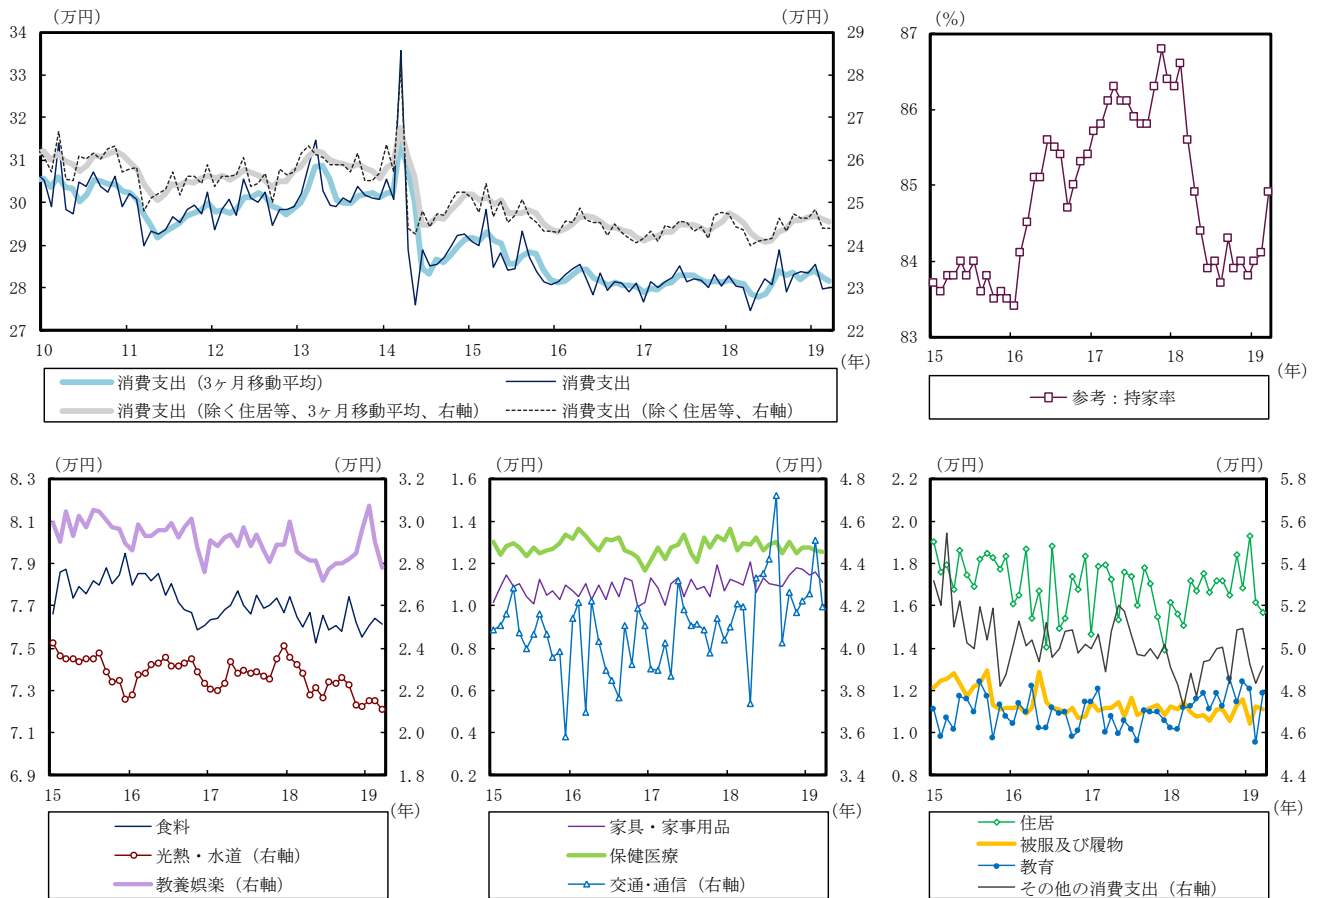 （万円）
（万円）
34
33
32
31
30
29
28
27
29
28
27
26
25
24
23
22
10 11 12 13 14 15 16 17 18 19
（年）
消費支出（3ヶ月移動平均）
消費支出
消費支出（除く住居等、3ヶ月移動平均、右軸）
消費支出（除く住居等、右軸）
（％）
87
86
85
84
83
15 16 17 18 19
（年）
参考：持家率
（万円）
（万円）
8.3
8.1
7.9
7.7
7.5
7.3
7.1
6.9
3.2
3.0
2.8
2.6
2.4
2.2
2.0
1.8
15 16 17 18 19
（年）
食料
光熱・水道（右軸）
教養娯楽（右軸）
（万円）
（万円）
1.6
1.4
1.2
1.0
0.8
0.6
0.4
0.2
4.8
4.6
4.4
4.2
4.0
3.8
3.6
3.4
15 16 17 18 19
（年）
家具・家事用品
保健医療
交通・通信（右軸）
（万円）
（万円）
2.2
2.0
1.8
1.6
1.4
1.2
1.0
0.8
5.8
5.6
5.4
5.2
5.0
4.8
4.6
4.4
15 16 17 18 19
（年）
住居
被服及び履物
教育
その他の消費支出（右軸）